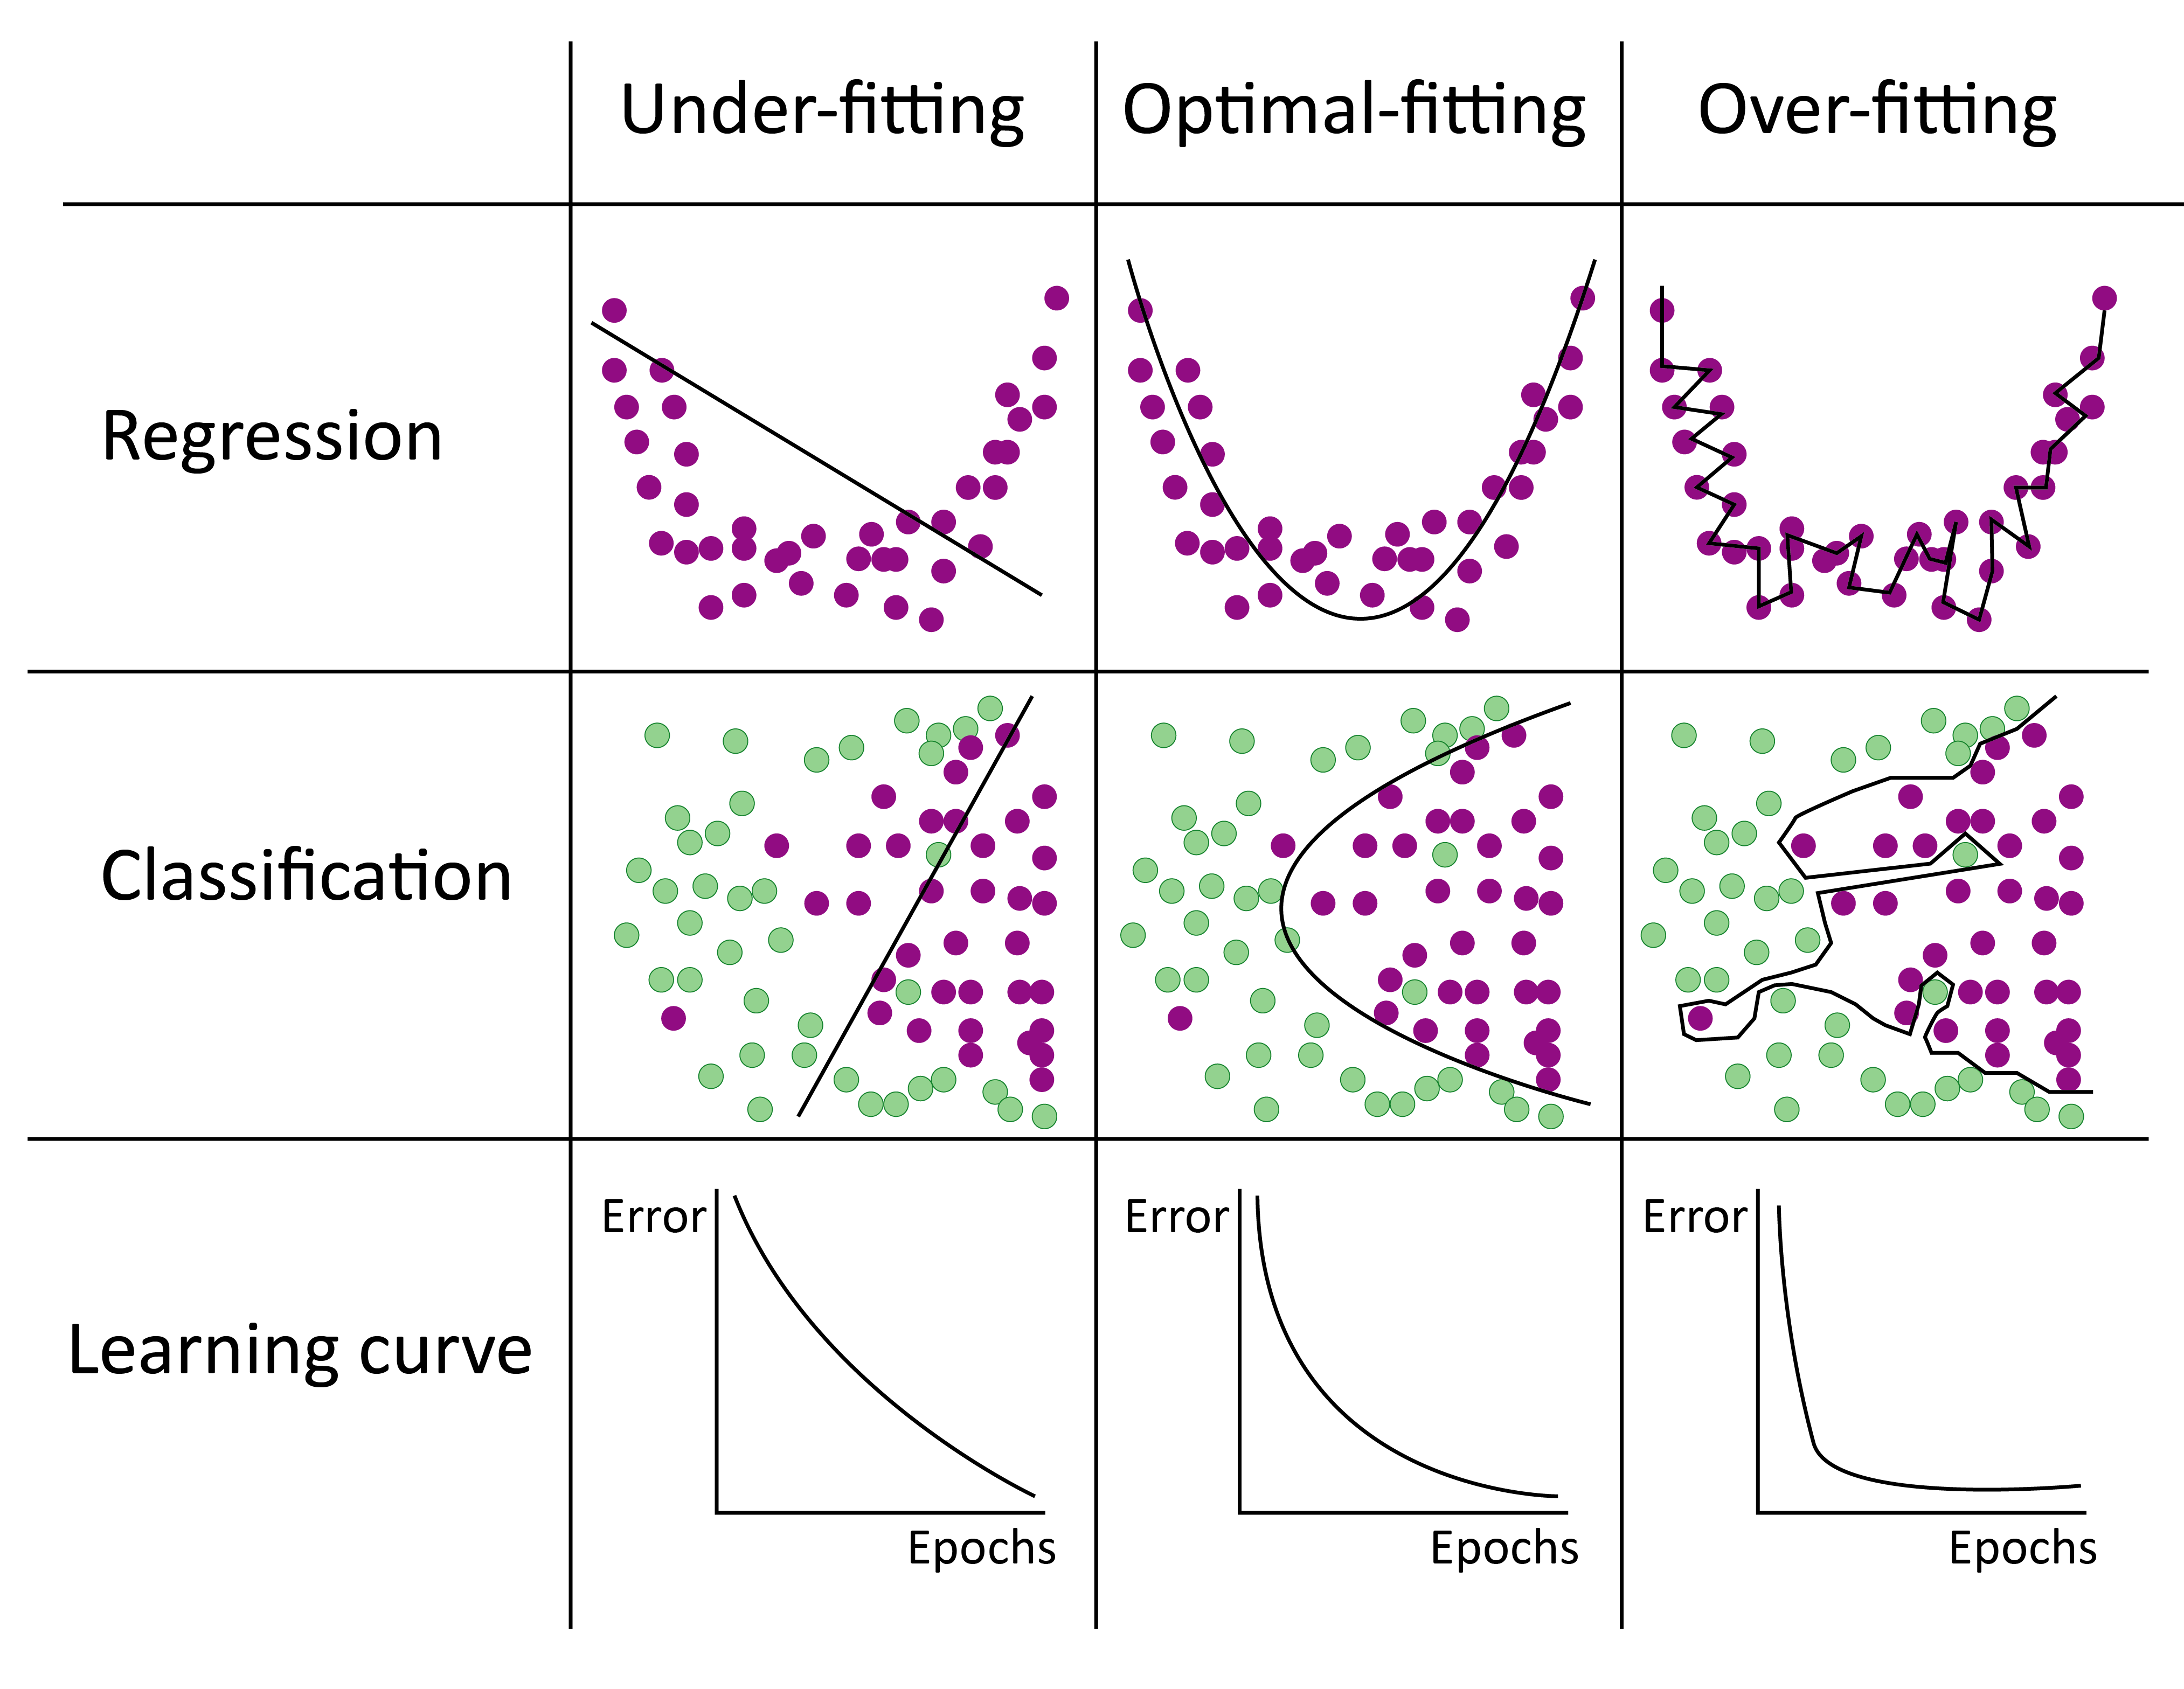 Under-fitting
Optimal-fitting
Over-fitting
Regression
Classification
Learning curve
Error
Epochs
Error
Epochs
Error
Epochs